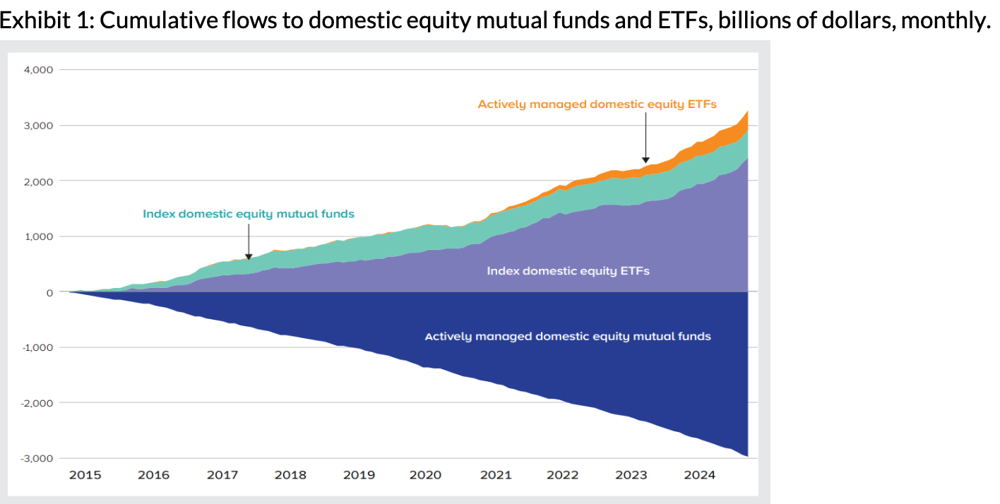 Exhibit 1: Cumulative flows to domestic equity mutual funds and ETFs, billions of dollars, monthly.
4,000
Actively managed domestic equity ETFs
3,000
2,000
Index domestic equity mutual funds
1,000
Index domestic equity ETFs
0
Actively managed domestic equity mutual funds
-1,000
-2,000
-3,000
2015 2016 2017 2018 2019 2020 2021 2022 2023 2024